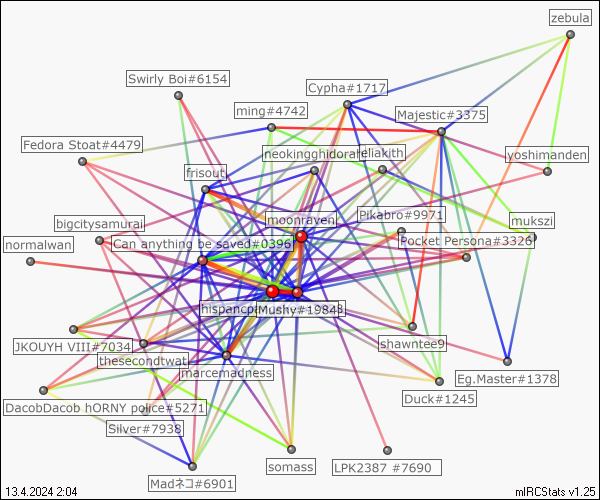 zebula
Swirly Boi#6154
Cypha#1717
ming#4742
Majestic#3375
Fedora Stoat#4479
neokingghidorah
eliakith
yoshimanden
frisout
bigcitysamurai
moonraven
Pikabro#9971
mukszi
normalwan
Can anything be saved#0396
Pocket Persona#3326
Mushy#1984
JKOUYH VIII#7034
shawntee9
thesecondtwat
marcemadness
Eg.Master#1378
DacobDacob hORNY police#5271
Duck#1245
Silver#7938
somass
LPK2387 #7690
Madネコ#6901
13.4.2024 2:04
mIRCStats v1.25